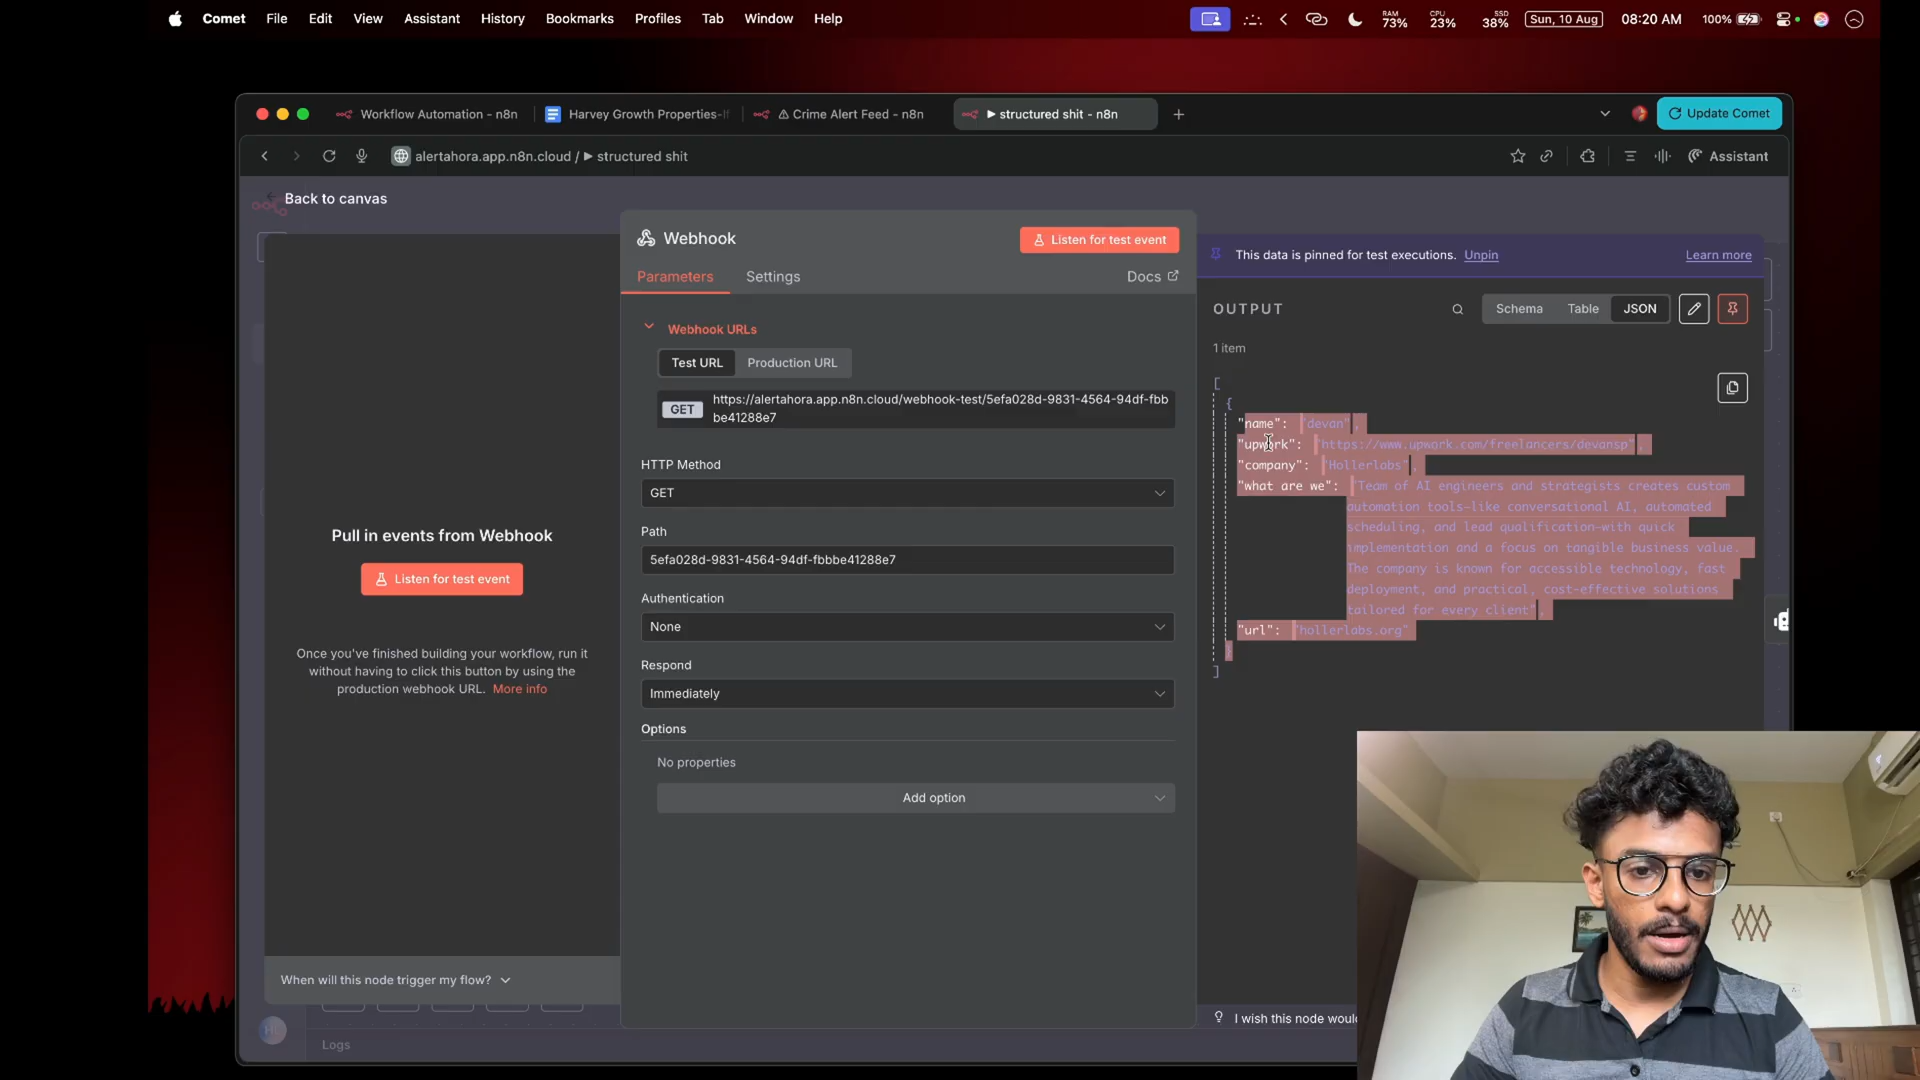 Comet File Edit View Assistant History Bookmarks Profiles Tab Window Help
RAM 73% CPU 23% SSD 38% Sun, 10 Aug 08:20 AM 100%
Workflow Automation - n8n
Harvey Growth Properties-
⚠ Crime Alert Feed - n8n
▶ structured shit - n8n
Update Comet
alertahora.app.n8n.cloud / ▶ structured shit
Assistant
Back to canvas
Pull in events from Webhook
Listen for test event
Once you've finished building your workflow, run it
without having to click this button by using the
production webhook URL. More info
When will this node trigger my flow?
Logs
Webhook
Listen for test event
Parameters
Settings
Docs
Webhook URLs
Test URL
Production URL
GET
https://alertahora.app.n8n.cloud/webhook-test/5efa028d-9831-4564-94df-fbb
be41288e7
HTTP Method
GET
Path
5efa028d-9831-4564-94df-fbbbe41288e7
Authentication
None
Respond
Immediately
Options
No properties
Add option
This data is pinned for test executions. Unpin
Learn more
OUTPUT
Schema
Table
JSON
1 item
[
{
"name": "devan",
"upwork": "https://www.upwork.com/freelancers/devansp",
"company": "Hollerlabs",
"what are we": "Team of AI engineers and strategists creates custom
automation tools—like conversational AI, automated
scheduling, and lead qualification—with quick
implementation and a focus on tangible business value.
The company is known for accessible technology, fast
deployment, and practical, cost-effective solutions
tailored for every client",
"url": "hollerlabs.org"
}
]
I wish this node would